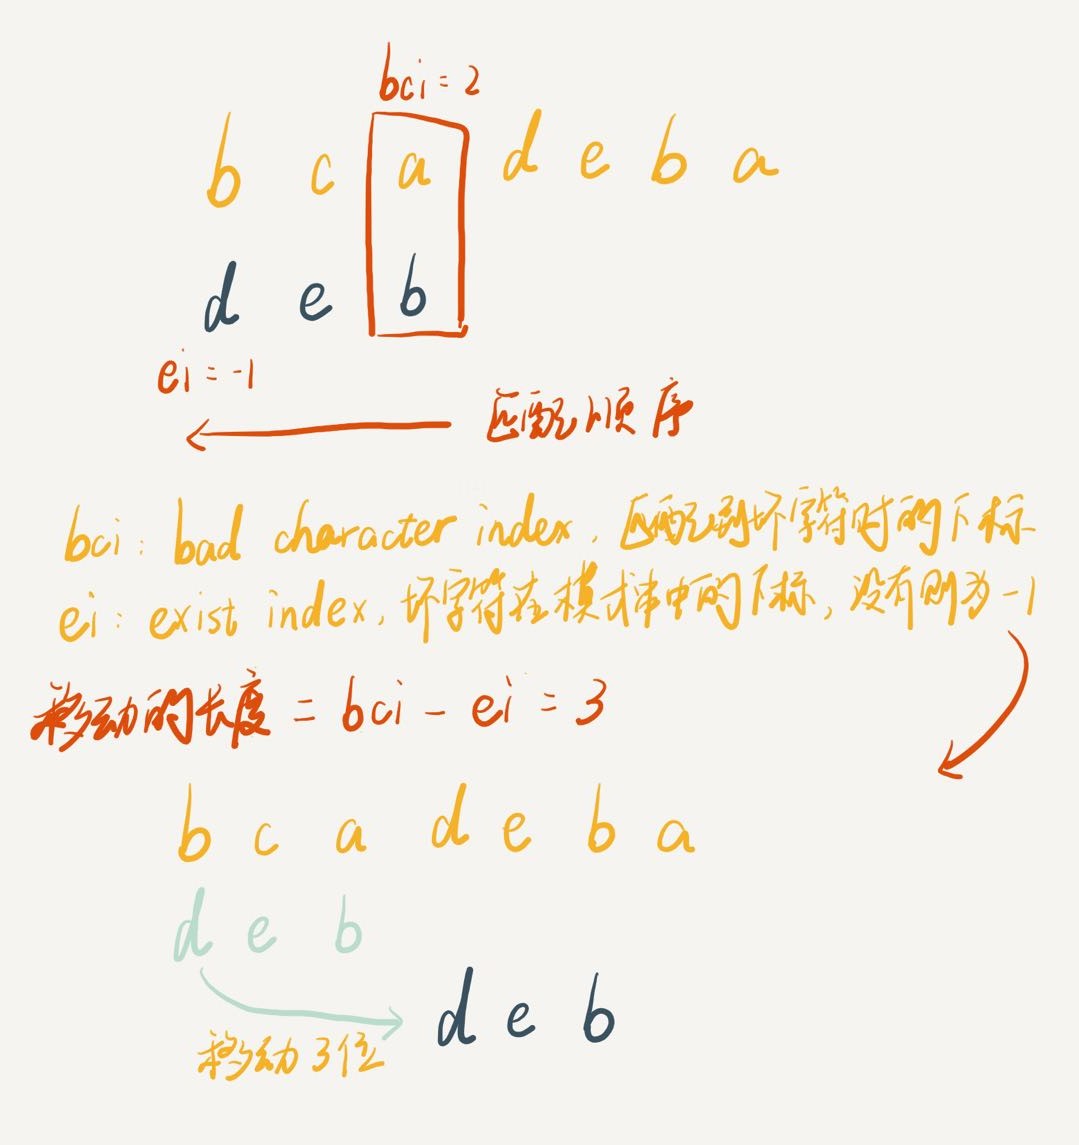 bci = 2
b c a d e b a
d e b
ei = -1
匹配顺序
bci: bad character index, 匹配到坏字符时的下标
ei: exist index, 坏字符在模式串中的下标, 没有则为-1
移动的长度 = bci - ei = 3
b c a d e b a
d e b
d e b
移动3位